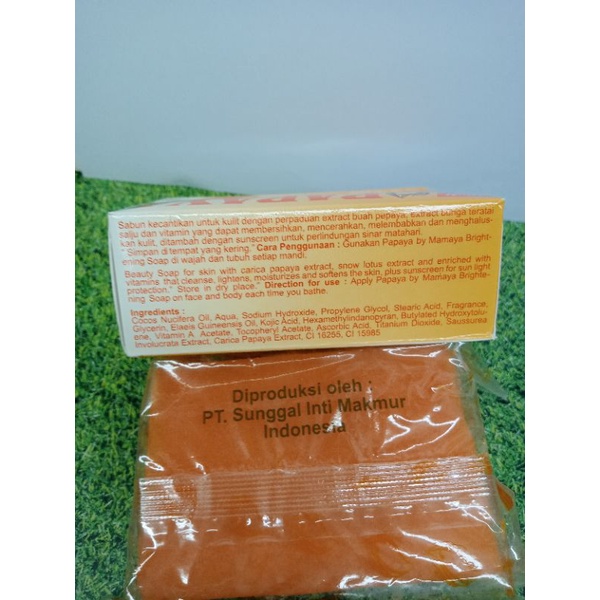 Sabun kecantikan untuk kulit dengan perpaduan extract buah pepaya, extract bunga teratai
salju dan vitamin yang dapat membersihkan, mencerahkan, melembabkan dan menghalus-
kan kulit, ditambah dengan sunscreen untuk perlindungan sinar matahari.
"Simpan di tempat yang kering." Cara Penggunaan : Gunakan Papaya by Mamaya Bright-
ening Soap di wajah dan tubuh setiap mandi.
Beauty Soap for skin with carica papaya extract, snow lotus extract and enriched with
vitamins that cleanse, lightens, moisturizes and softens the skin, plus sunscreen for sun light
protection." Store in dry place." Direction for use : Apply Papaya by Mamaya Brighte-
ning Soap on face and body each time you bathe.
Ingredients :
Cocos Nucifera Oil, Aqua, Sodium Hydroxide, Propylene Glycol, Stearic Acid, Fragrance,
Glycerin, Elaeis Guineensis Oil, Kojic Acid, Hexamethylindanopyran, Butylated Hydroxytolu-
ene, Vitamin A Acetate, Tocopheryl Acetate, Ascorbic Acid, Titanium Dioxide, Saussurea
Involucrata Extract, Carica Papaya Extract, CI 16255, CI 15985
Diproduksi oleh :
PT. Sunggal Inti Makmur
Indonesia